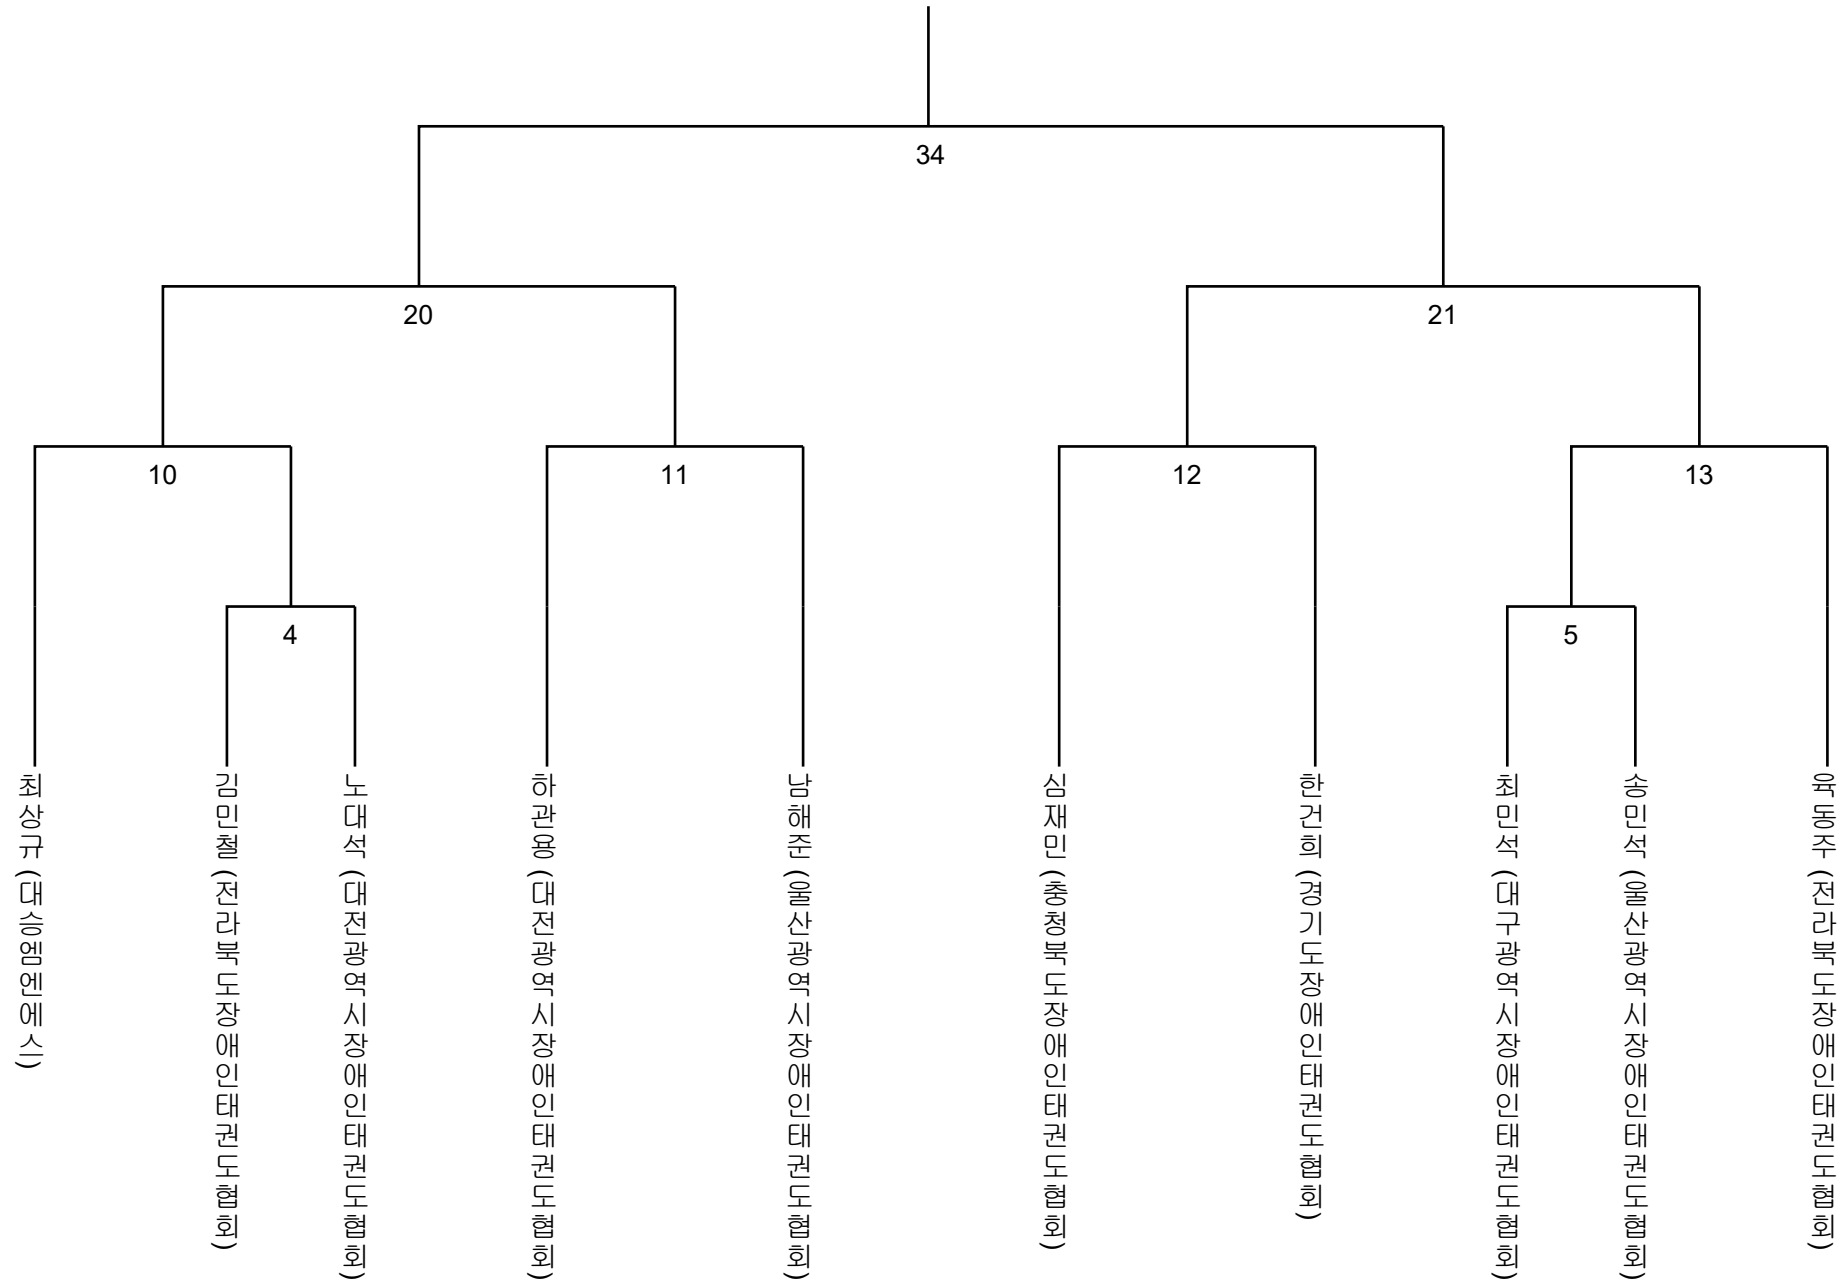 34
20
21
10
11
12
13
4
5
최상규 (대승엠엔에스)
김민철 (전라북도장애인태권도협회)
노대석 (대전광역시장애인태권도협회)
하관용 (대전광역시장애인태권도협회)
남해준 (울산광역시장애인태권도협회)
심재민 (충청북도장애인태권도협회)
한건희 (경기도장애인태권도협회)
최민석 (대구광역시장애인태권도협회)
송민석 (울산광역시장애인태권도협회)
육동주 (전라북도장애인태권도협회)